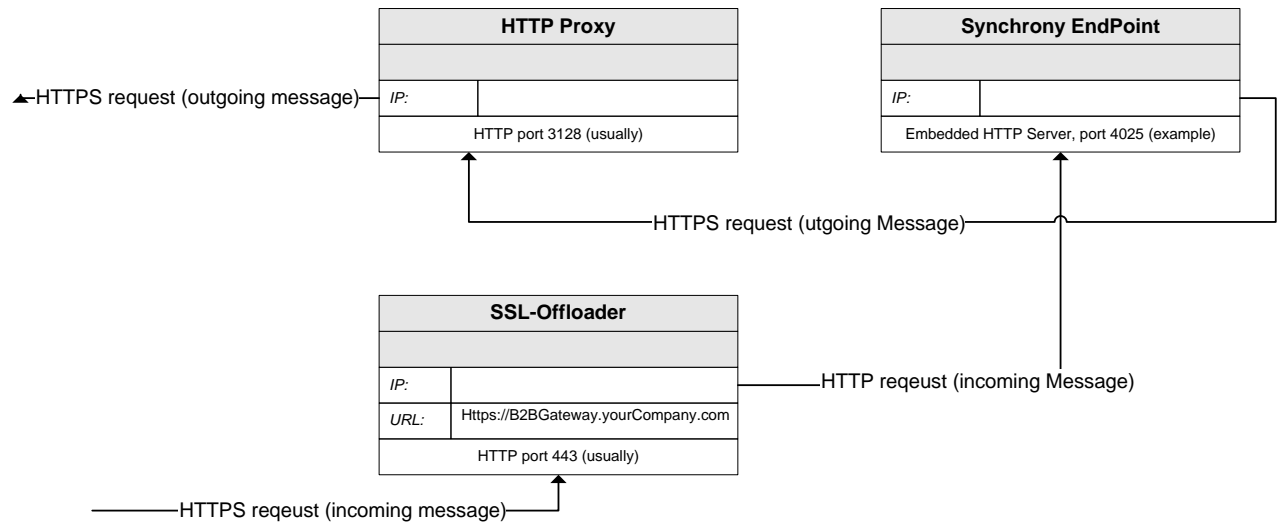 HTTP Proxy
Synchrony EndPoint
HTTPS request (outgoing message)
IP:
IP:
HTTP port 3128 (usually)
Embedded HTTP Server, port 4025 (example)
HTTPS request (utgoing Message)
SSL-Offloader
IP:
HTTP reqeust (incoming Message)
URL:
Https://B2BGateway.yourCompany.com
HTTP port 443 (usually)
HTTPS reqeust (incoming message)